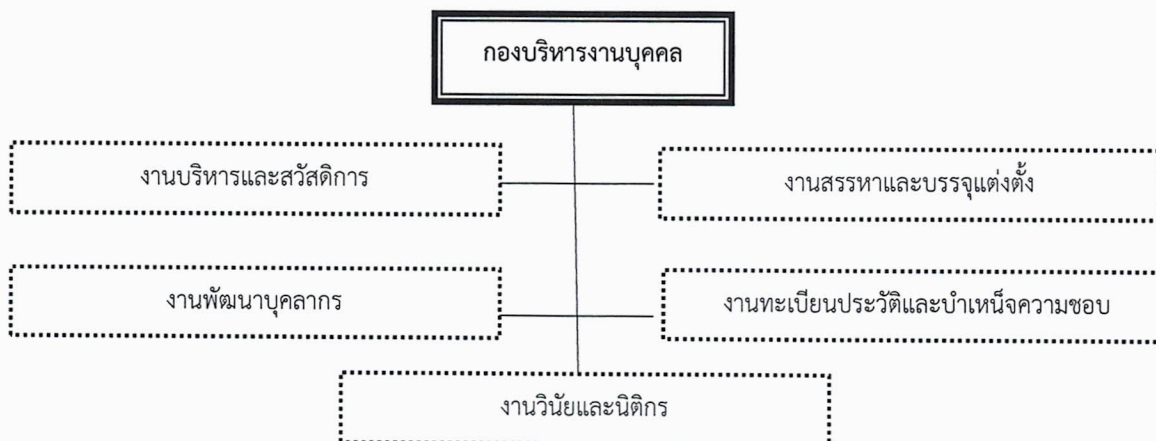 กองบริหารงานบุคคล
งานบริหารและสวัสดิการ
งานสรรหาและบรรจุแต่งตั้ง
งานพัฒนาบุคลากร
งานทะเบียนประวัติและบำเหน็จความชอบ
งานวินัยและนิติกร